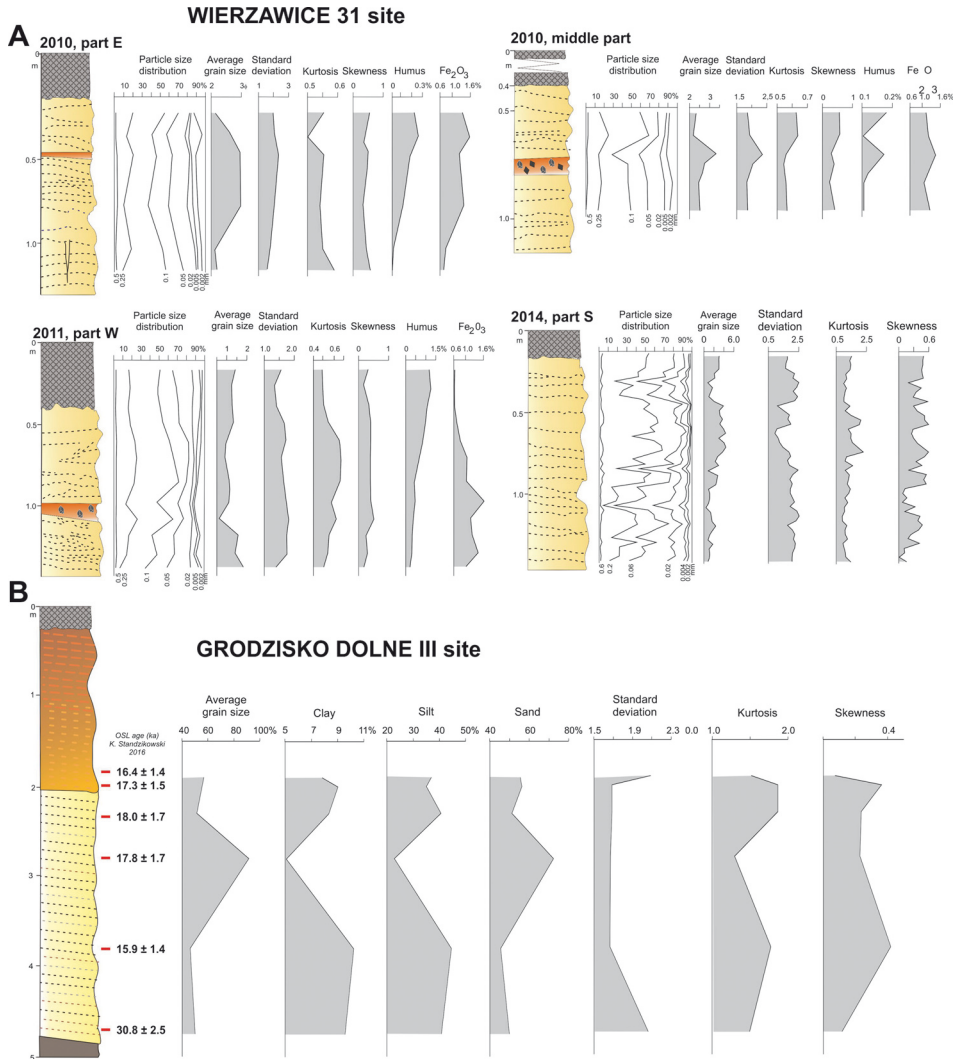 WIERZAWICE 31 site
A
2010, part E
Particle size distribution
Average grain size
Standard deviation
Kurtosis
Skewness
Humus
Fe2O3
0
m
0.5
1.0
10 30 50 70 90%
2 3
1 3
0.5 0.6
0 1
0 0.3%
0.6 1.0 1.6%
0.5
0.25
0.1
0.05
0.02
0.005
0.002
mm
2010, middle part
Particle size distribution
Average grain size
Standard deviation
Kurtosis
Skewness
Humus
Fe O
2 3
0
m
0.4
0.5
1.0
10 30 50 70 90%
2 3
1.5 2.5
0.5 0.7
0 1
0.1 0.2%
0.6 1.0 1.6%
0.5
0.25
0.1
0.05
0.02
0.005
0.002
mm
2011, part W
Particle size distribution
Average grain size
Standard deviation
Kurtosis
Skewness
Humus
Fe203
0
m
0.5
1.0
10 30 50 70 90%
0 1 2
1.0 2.0
0.4 0.6
0 1
0 1.5%
0.6 1.0 1.6%
0.5
0.25
0.1
0.05
0.02
0.005
0.002
mm
2014, part S
Particle size distribution
Average grain size
Standard deviation
Kurtosis
Skewness
0
m
0.5
1.0
10 30 50 70 90%
0 6.0
0.5 2.5
0.5 2.5
0 0.6
0.6
0.2
0.06
0.02
0.004
0.002
mm
B
GRODZISKO DOLNE III site
0
m
1
2
3
4
5
OSL age (ka)
K. Standzikowski
2016
16.4 ± 1.4
17.3 ± 1.5
18.0 ± 1.7
17.8 ± 1.7
15.9 ± 1.4
30.8 ± 2.5
Average grain size
40 60 100%
Clay
5 7 9 11%
Silt
20 30 40 50%
Sand
40 60 80%
Standard deviation
1.5 1.9 2.3
Kurtosis
0.0 1.0 2.0
Skewness
0.4